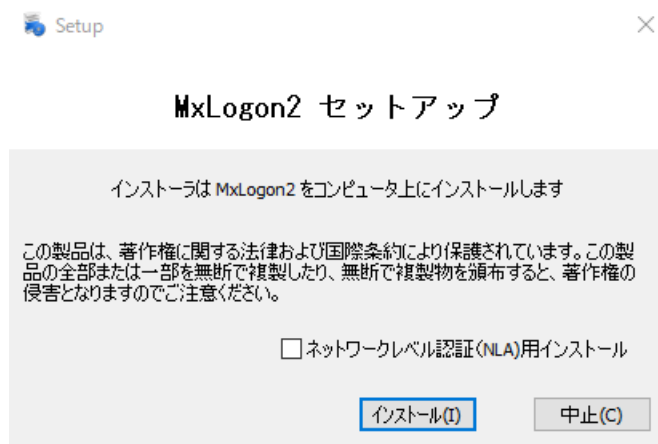 Setup
MxLogon2 セットアップ
インストーラは MxLogon2 をコンピュータ上にインストールします
この製品は、著作権に関する法律および国際条約により保護されています。この製
品の全部または一部を無断で複製したり、無断で複製物を頒布すると、著作権の
侵害となりますのでご注意ください。
ネットワークレベル認証(NLA)用インストール
インストール(I)
中止(C)